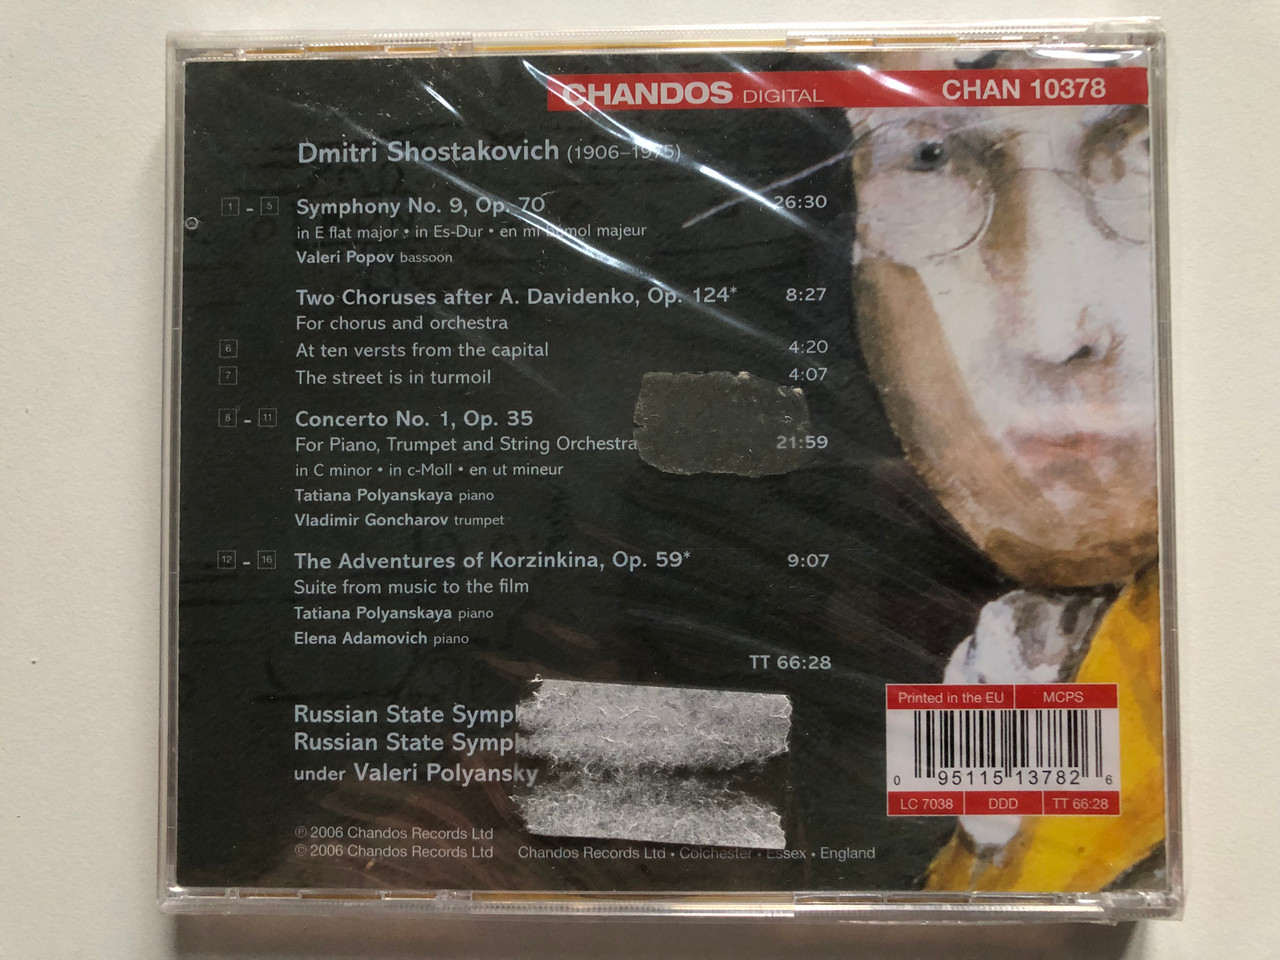 CHANDOS DIGITAL CHAN 10378
Dmitri Shostakovich (1906–1975)
1 - 5 Symphony No. 9, Op. 70 26:30
in E flat major • in Es-Dur • en mi bémol majeur
Valeri Popov bassoon
Two Choruses after A. Davidenko, Op. 124* 8:27
For chorus and orchestra
6 At ten versts from the capital 4:20
7 The street is in turmoil 4:07
8 - 11 Concerto No. 1, Op. 35
For Piano, Trumpet and String Orchestra 21:59
in C minor • in c-Moll • en ut mineur
Tatiana Polyanskaya piano
Vladimir Goncharov trumpet
12 - 16 The Adventures of Korzinkina, Op. 59* 9:07
Suite from music to the film
Tatiana Polyanskaya piano
Elena Adamovich piano
TT 66:28
Russian State
Russian State
under Valeri Polyansky
Printed in the EU MCPS
0 95115 13782 6
LC 7038 DDD TT 66:28
℗ 2006 Chandos Records Ltd
© 2006 Chandos Records Ltd Chandos Records Ltd • Colchester • Essex • England